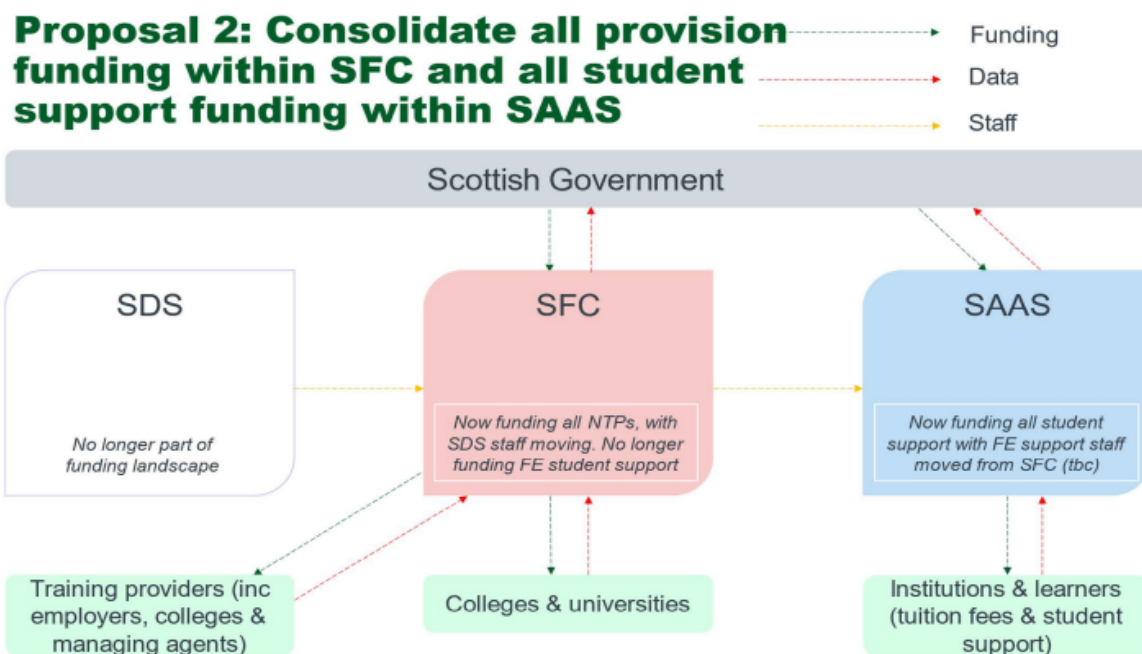 Proposal 2: Consolidate all provision
funding within SFC and all student
support funding within SAAS
Funding
Data
Staff
Scottish Government
SDS
No longer part of
funding landscape
SFC
Now funding all NTPs, with
SDS staff moving. No longer
funding FE student support
SAAS
Now funding all student
support with FE support staff
moved from SFC (tbc)
Training providers (inc
employers, colleges &
managing agents)
Colleges & universities
Institutions & learners
(tuition fees & student
support)